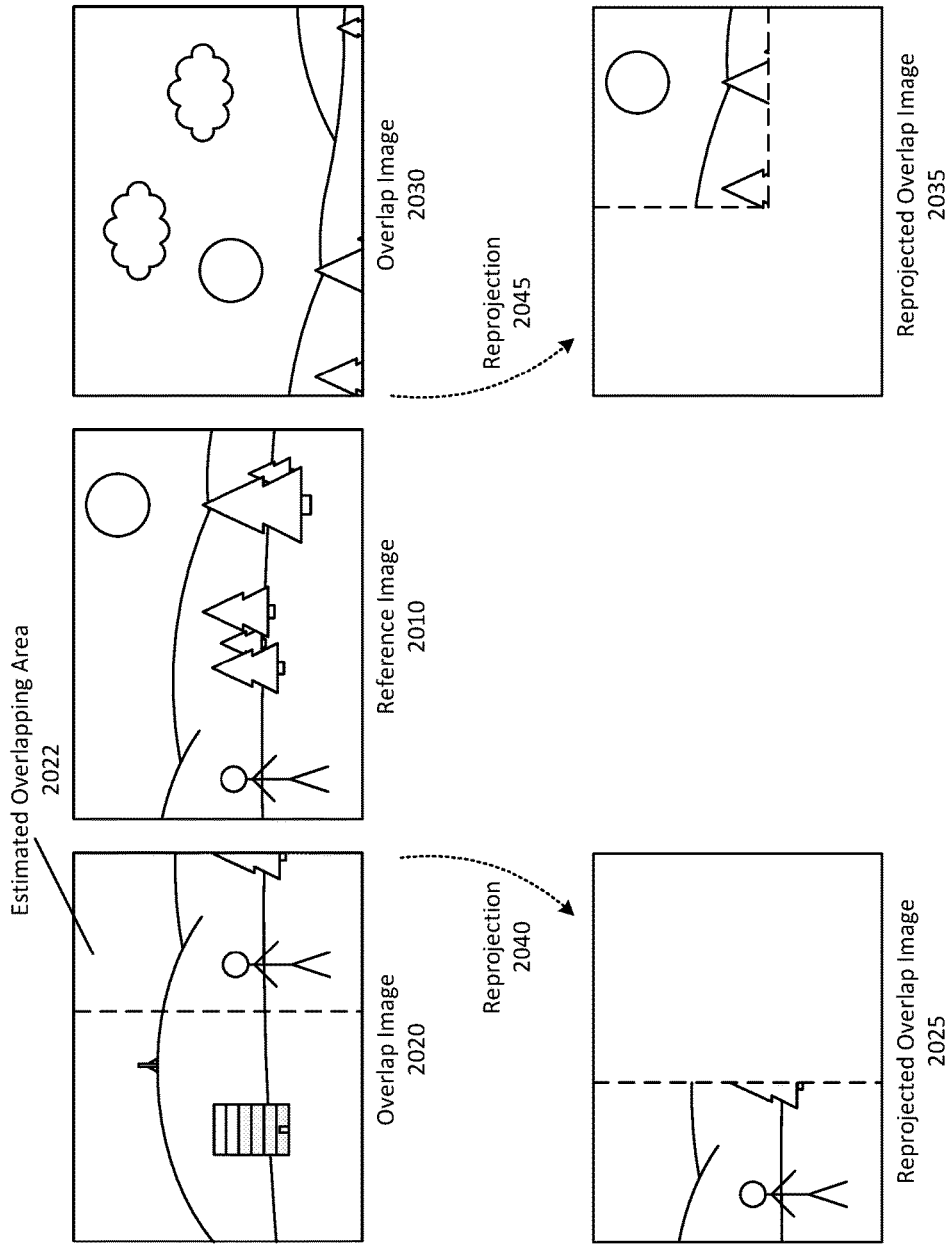 Estimated Overlapping Area
2022
Overlap Image
2020
Reference Image
2010
Overlap Image
2030
Reprojection
2040
Reprojection
2045
Reprojected Overlap Image
2025
Reprojected Overlap Image
2035